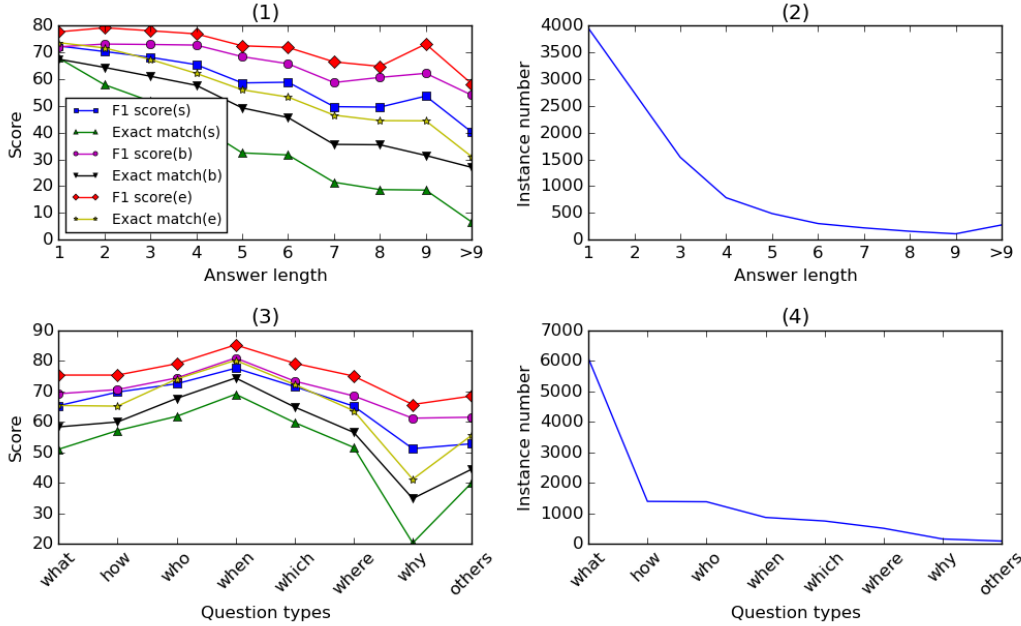 (1)
80
70
60
50
40
30
20
10
0
Score
F1 score(s)
Exact match(s)
F1 score(b)
Exact match(b)
F1 score(e)
Exact match(e)
1 2 3 4 5 6 7 8 9 >9
Answer length
(2)
4000
3500
3000
2500
2000
1500
1000
500
0
Instance number
1 2 3 4 5 6 7 8 9 >9
Answer length
(3)
90
80
70
60
50
40
30
20
Score
what how who when which where why others
Question types
(4)
7000
6000
5000
4000
3000
2000
1000
0
Instance number
what how who when which where why others
Question types